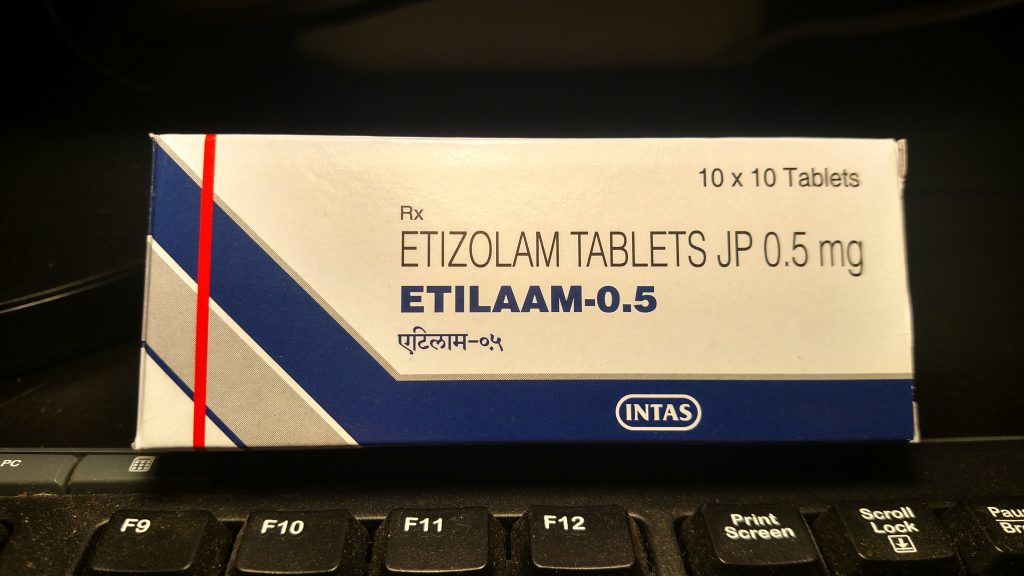 10 x 10 Tablets
Rx
ETIZOLAM TABLETS JP 0.5 mg
ETILAAM-0.5
एटिलाम-०.५
INTAS
PC
F9
F10
F11
F12
Print
Screen
Scroll
Lock